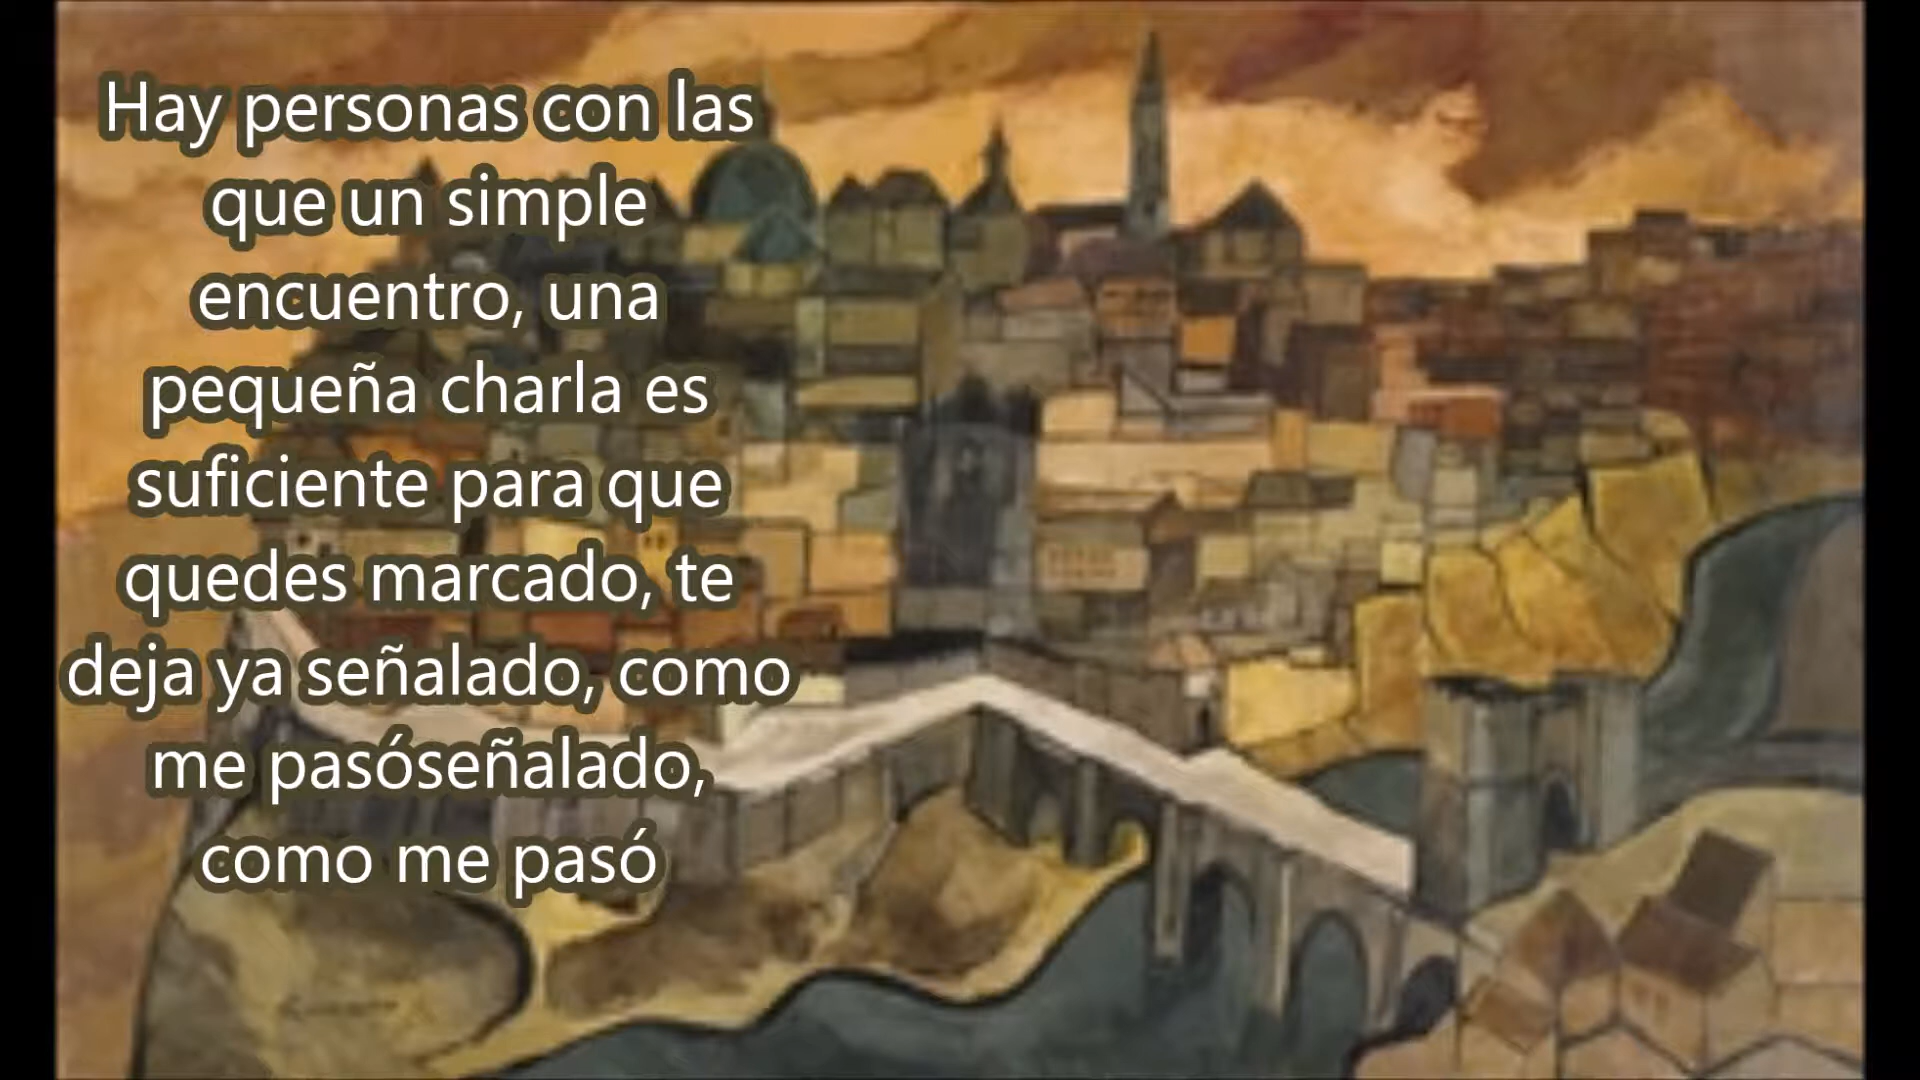 Hay personas con las
que un simple
encuentro, una
pequeña charla es
suficiente para que
quedes marcado, te
deja ya señalado, como
me pasóseñalado,
como me pasó